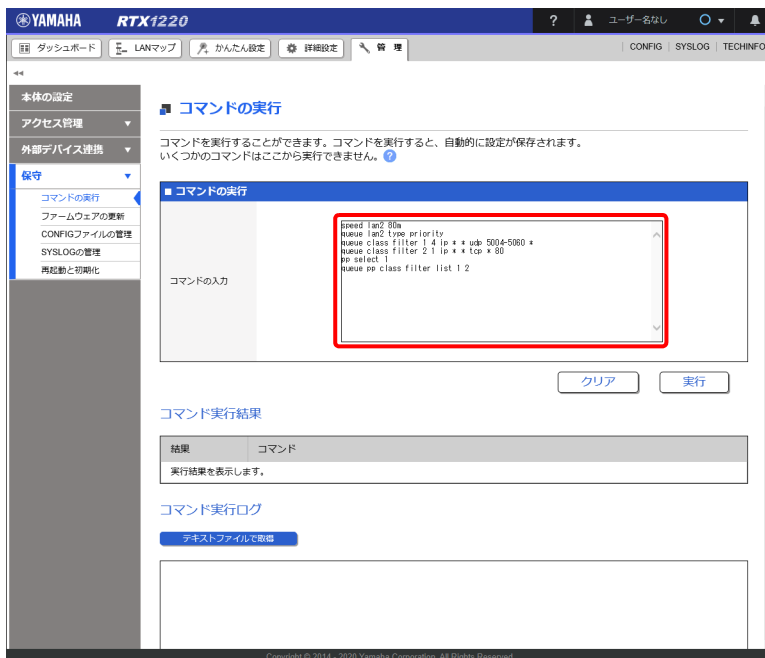 YAMAHA RTX1220 ? ユーザー名なし
ダッシュボード LANマップ かんたん設定 詳細設定 管理 CONFIG SYSLOG TECHINFO
本体の設定
アクセス管理
外部デバイス連携
保守
コマンドの実行
ファームウェアの更新
CONFIGファイルの管理
SYSLOGの管理
再起動と初期化
コマンドの実行
コマンドを実行することができます。コマンドを実行すると、自動的に設定が保存されます。
いくつかのコマンドはここから実行できません。?
■ コマンドの実行
コマンドの入力
speed lan2 80m
queue lan2 type priority
queue class filter 1 4 ip * * udp 5004-5060 *
queue class filter 2 1 ip * * tcp * 80
pp select 1
queue pp class filter list 1 2
クリア 実行
コマンド実行結果
結果 コマンド
実行結果を表示します。
コマンド実行ログ
テキストファイルで取得
Copyright © 2014 - 2020 Yamaha Corporation. All Rights Reserved.